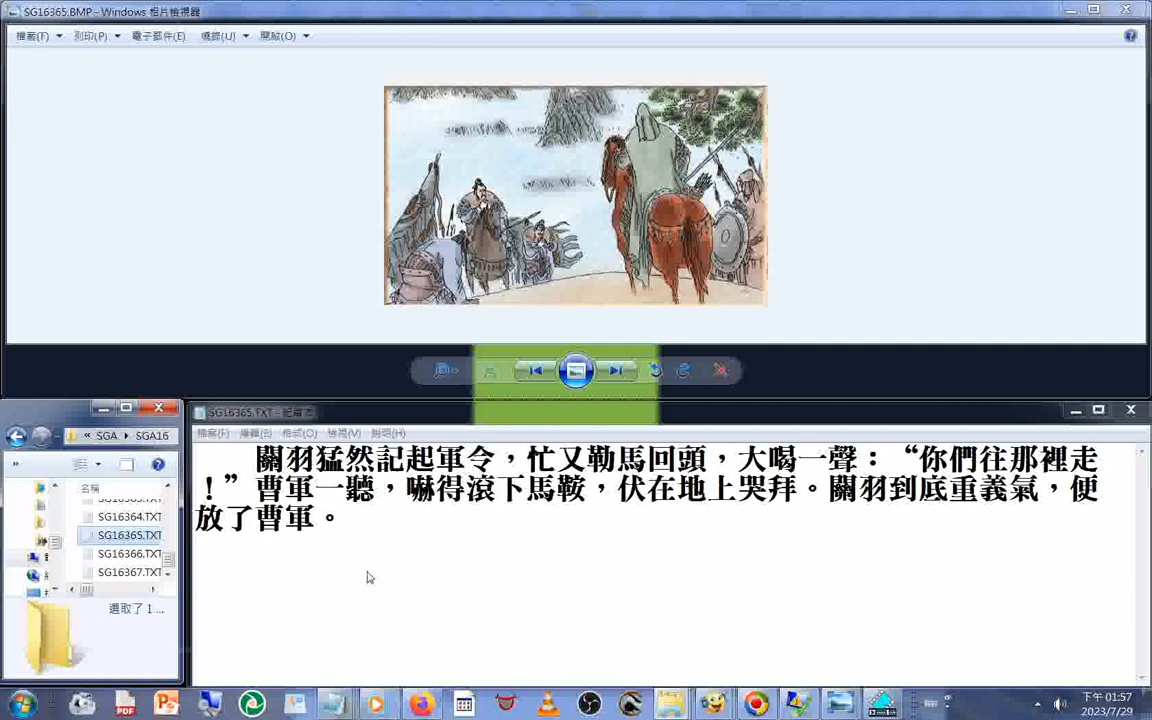 SG16365.BMP - Windows 相片檢視器
檔案(F) 列印(P) 電子郵件(E) 燒錄(U) 開啟(O)
SG16365.TXT - 記事本
檔案(F) 編輯(E) 格式(O) 檢視(V) 說明(H)
關羽猛然記起軍令，忙又勒馬回頭，大喝一聲：“你們往那裡走
！”曹軍一聽，嚇得滾下馬鞍，伏在地上哭拜。關羽到底重義氣，便
放了曹軍。
« SGA ▸ SGA16
»
名稱
SG16364.TXT
SG16365.TXT
SG16366.TXT
SG16367.TXT
選取了 1 ...
PDF
下午 01:57
2023/7/29